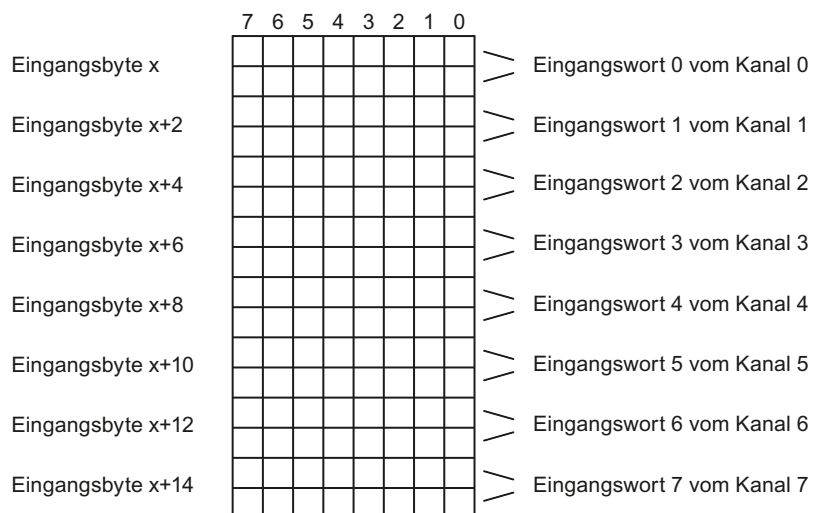 7 6 5 4 3 2 1 0
Eingangsbyte x Eingangswort 0 vom Kanal 0
Eingangsbyte x+2 Eingangswort 1 vom Kanal 1
Eingangsbyte x+4 Eingangswort 2 vom Kanal 2
Eingangsbyte x+6 Eingangswort 3 vom Kanal 3
Eingangsbyte x+8 Eingangswort 4 vom Kanal 4
Eingangsbyte x+10 Eingangswort 5 vom Kanal 5
Eingangsbyte x+12 Eingangswort 6 vom Kanal 6
Eingangsbyte x+14 Eingangswort 7 vom Kanal 7